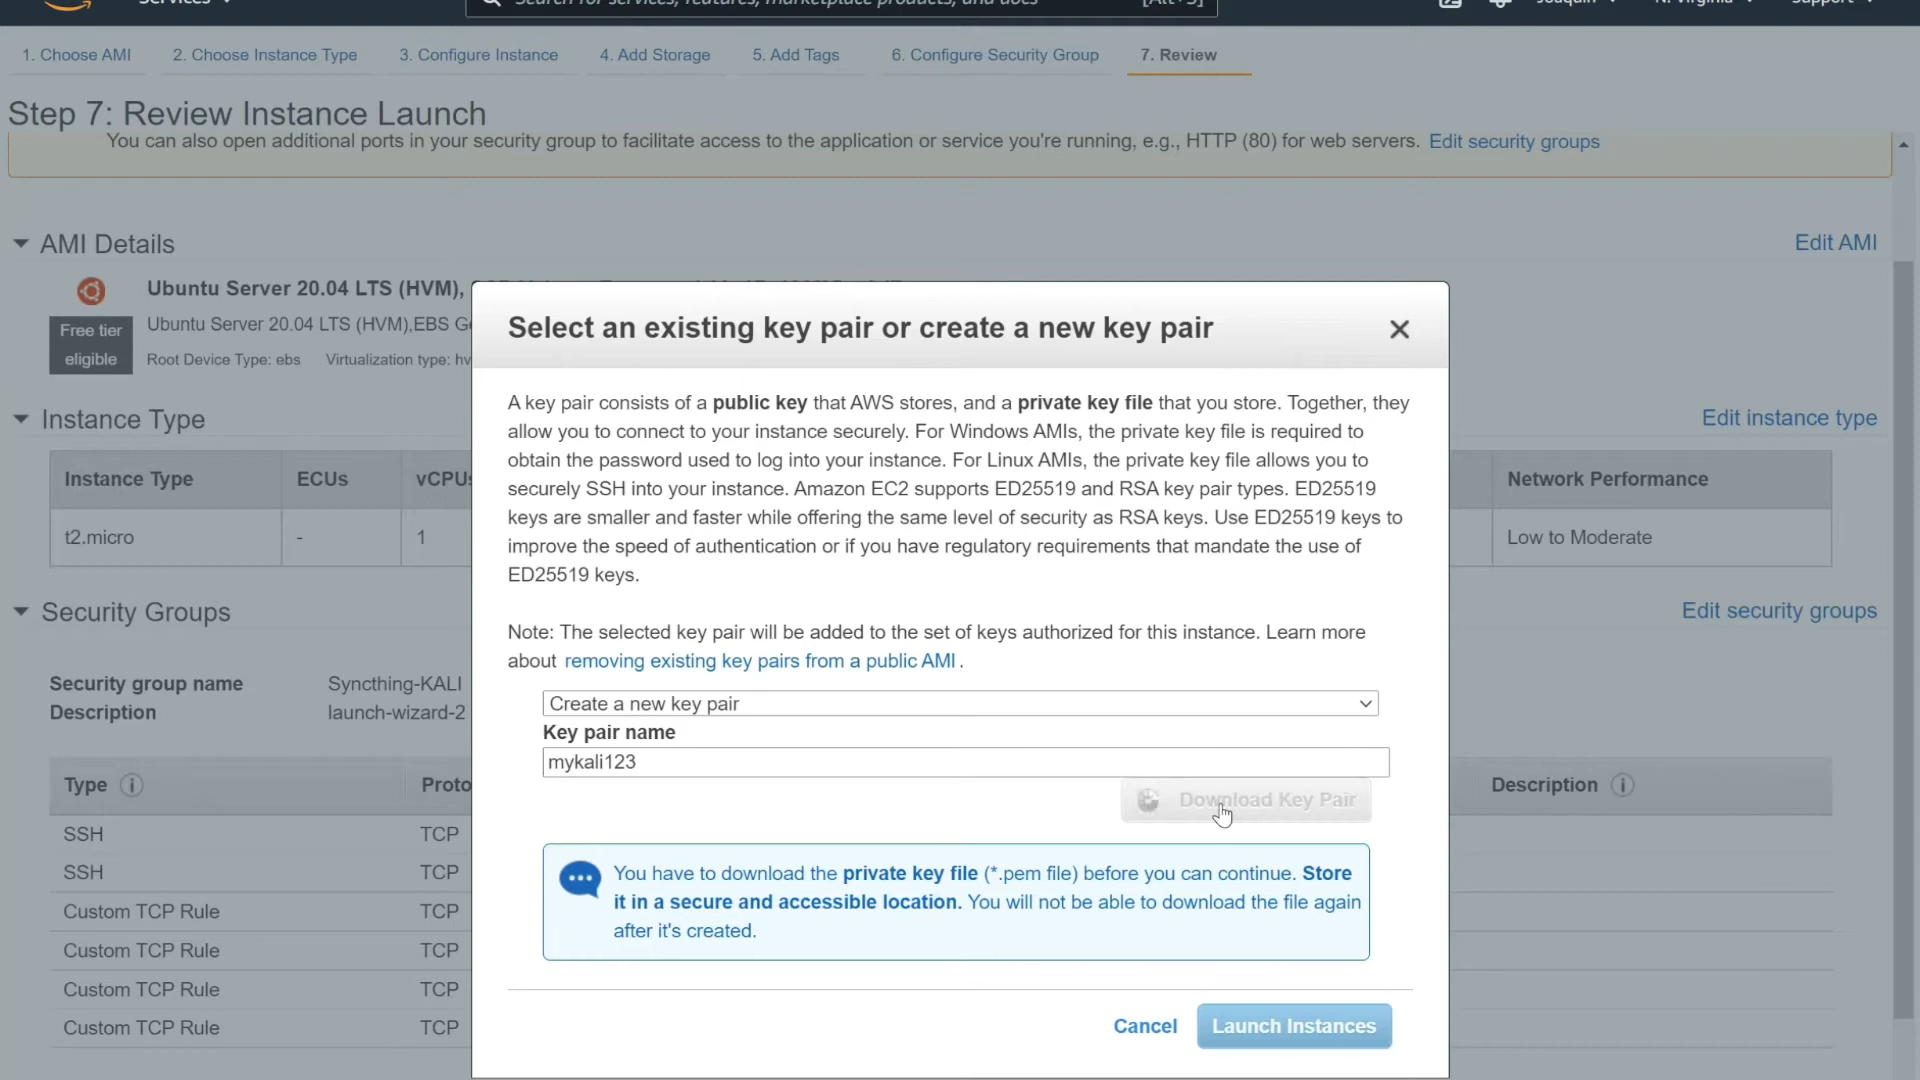 Services
Search for services, features, marketplace products, and docs
[Alt+S]
Joaquin
N. Virginia
Support
1. Choose AMI
2. Choose Instance Type
3. Configure Instance
4. Add Storage
5. Add Tags
6. Configure Security Group
7. Review
Step 7: Review Instance Launch
You can also open additional ports in your security group to facilitate access to the application or service you're running, e.g., HTTP (80) for web servers. Edit security groups
AMI Details
Edit AMI
Ubuntu Server 20.04 LTS (HVM),
Free tier
eligible
Ubuntu Server 20.04 LTS (HVM),EBS Ge
Root Device Type: ebs
Virtualization type: hv
Instance Type
Edit instance type
Instance Type
ECUs
vCPUs
Network Performance
t2.micro
-
1
Low to Moderate
Security Groups
Edit security groups
Security group name
Syncthing-KALI
Description
launch-wizard-2
Type
Proto
Description
SSH
TCP
SSH
TCP
Custom TCP Rule
TCP
Custom TCP Rule
TCP
Custom TCP Rule
TCP
Custom TCP Rule
TCP
Select an existing key pair or create a new key pair
A key pair consists of a public key that AWS stores, and a private key file that you store. Together, they
allow you to connect to your instance securely. For Windows AMIs, the private key file is required to
obtain the password used to log into your instance. For Linux AMIs, the private key file allows you to
securely SSH into your instance. Amazon EC2 supports ED25519 and RSA key pair types. ED25519
keys are smaller and faster while offering the same level of security as RSA keys. Use ED25519 keys to
improve the speed of authentication or if you have regulatory requirements that mandate the use of
ED25519 keys.
Note: The selected key pair will be added to the set of keys authorized for this instance. Learn more
about removing existing key pairs from a public AMI .
Create a new key pair
Key pair name
mykali123
Download Key Pair
You have to download the private key file (*.pem file) before you can continue. Store
it in a secure and accessible location. You will not be able to download the file again
after it's created.
Cancel
Launch Instances